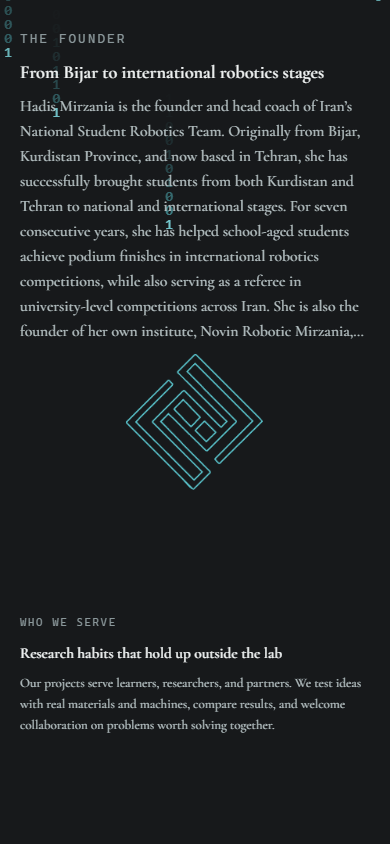 THE FOUNDER
From Bijar to international robotics stages
Hadis Mirzania is the founder and head coach of Iran's
National Student Robotics Team. Originally from Bijar,
Kurdistan Province, and now based in Tehran, she has
successfully brought students from both Kurdistan and
Tehran to national and international stages. For seven
consecutive years, she has helped school-aged students
achieve podium finishes in international robotics
competitions, while also serving as a referee in
university-level competitions across Iran. She is also the
founder of her own institute, Novin Robotic Mirzania,...
WHO WE SERVE
Research habits that hold up outside the lab
Our projects serve learners, researchers, and partners. We test ideas
with real materials and machines, compare results, and welcome
collaboration on problems worth solving together.